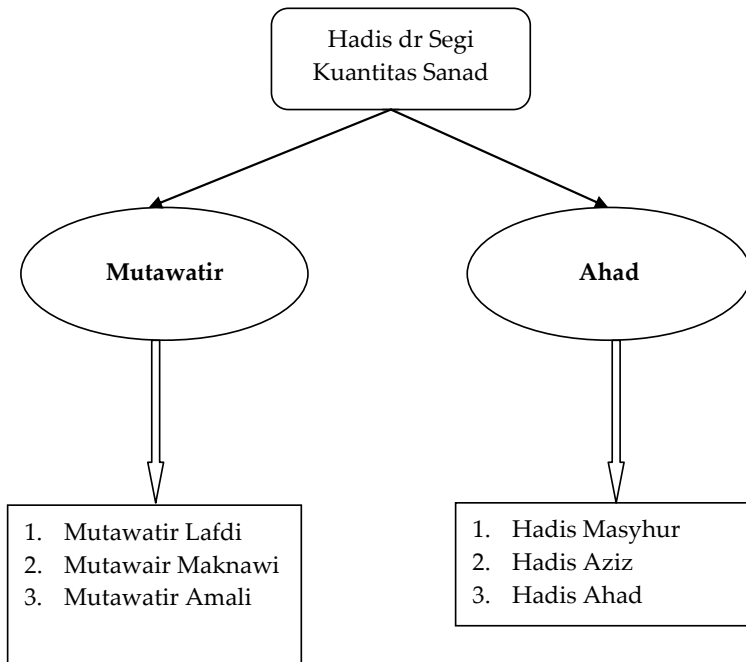 Hadis dr Segi
Kuantitas Sanad
Mutawatir
Ahad
1. Mutawatir Lafdi
2. Mutawair Maknawi
3. Mutawatir Amali
1. Hadis Masyhur
2. Hadis Aziz
3. Hadis Ahad